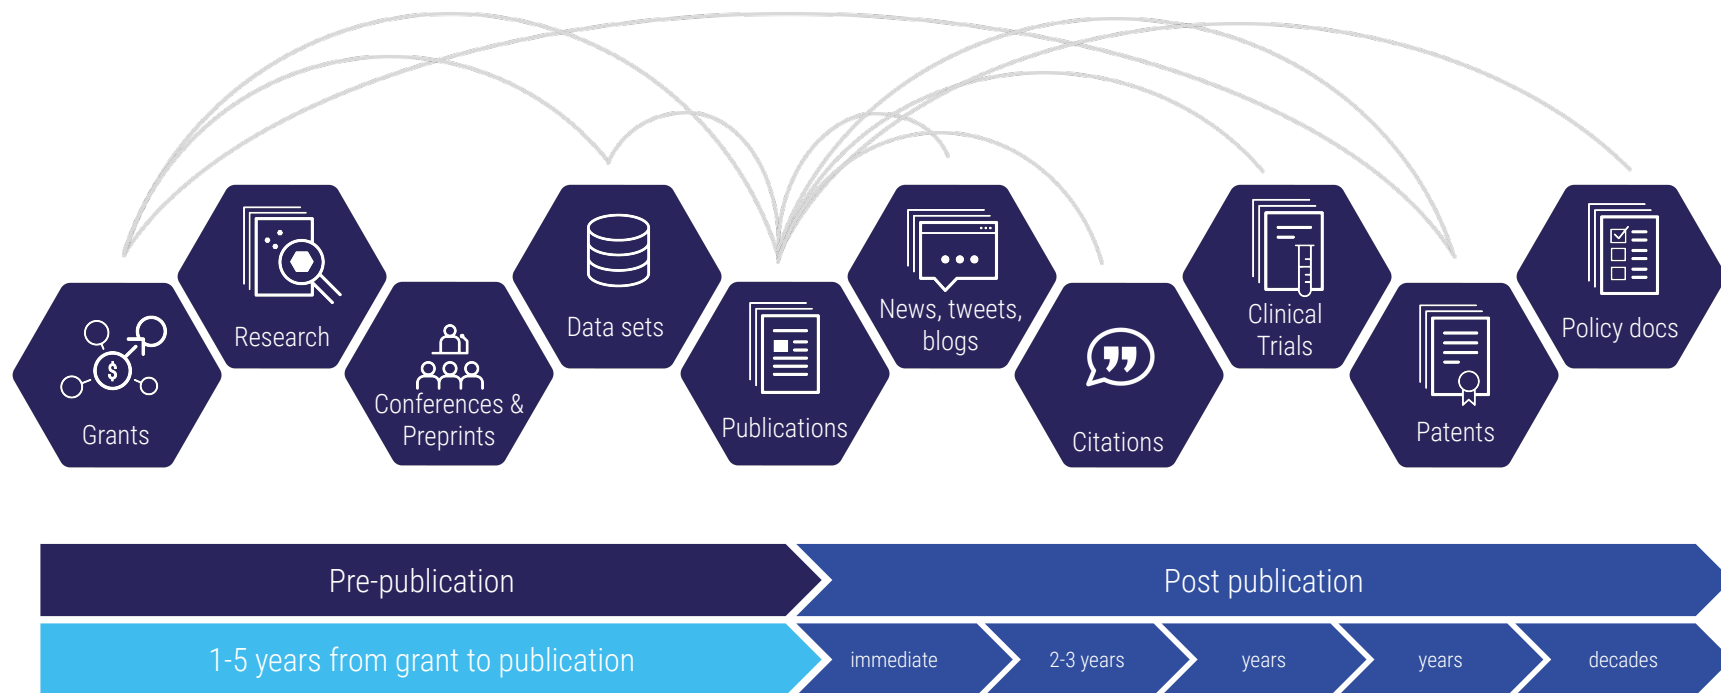 Grants
Research
Conferences &
Preprints
Data sets
Publications
News, tweets,
blogs
Citations
Clinical
Trials
Patents
Policy docs
$
Pre-publication
Post publication
1-5 years from grant to publication
immediate
2-3 years
years
years
decades